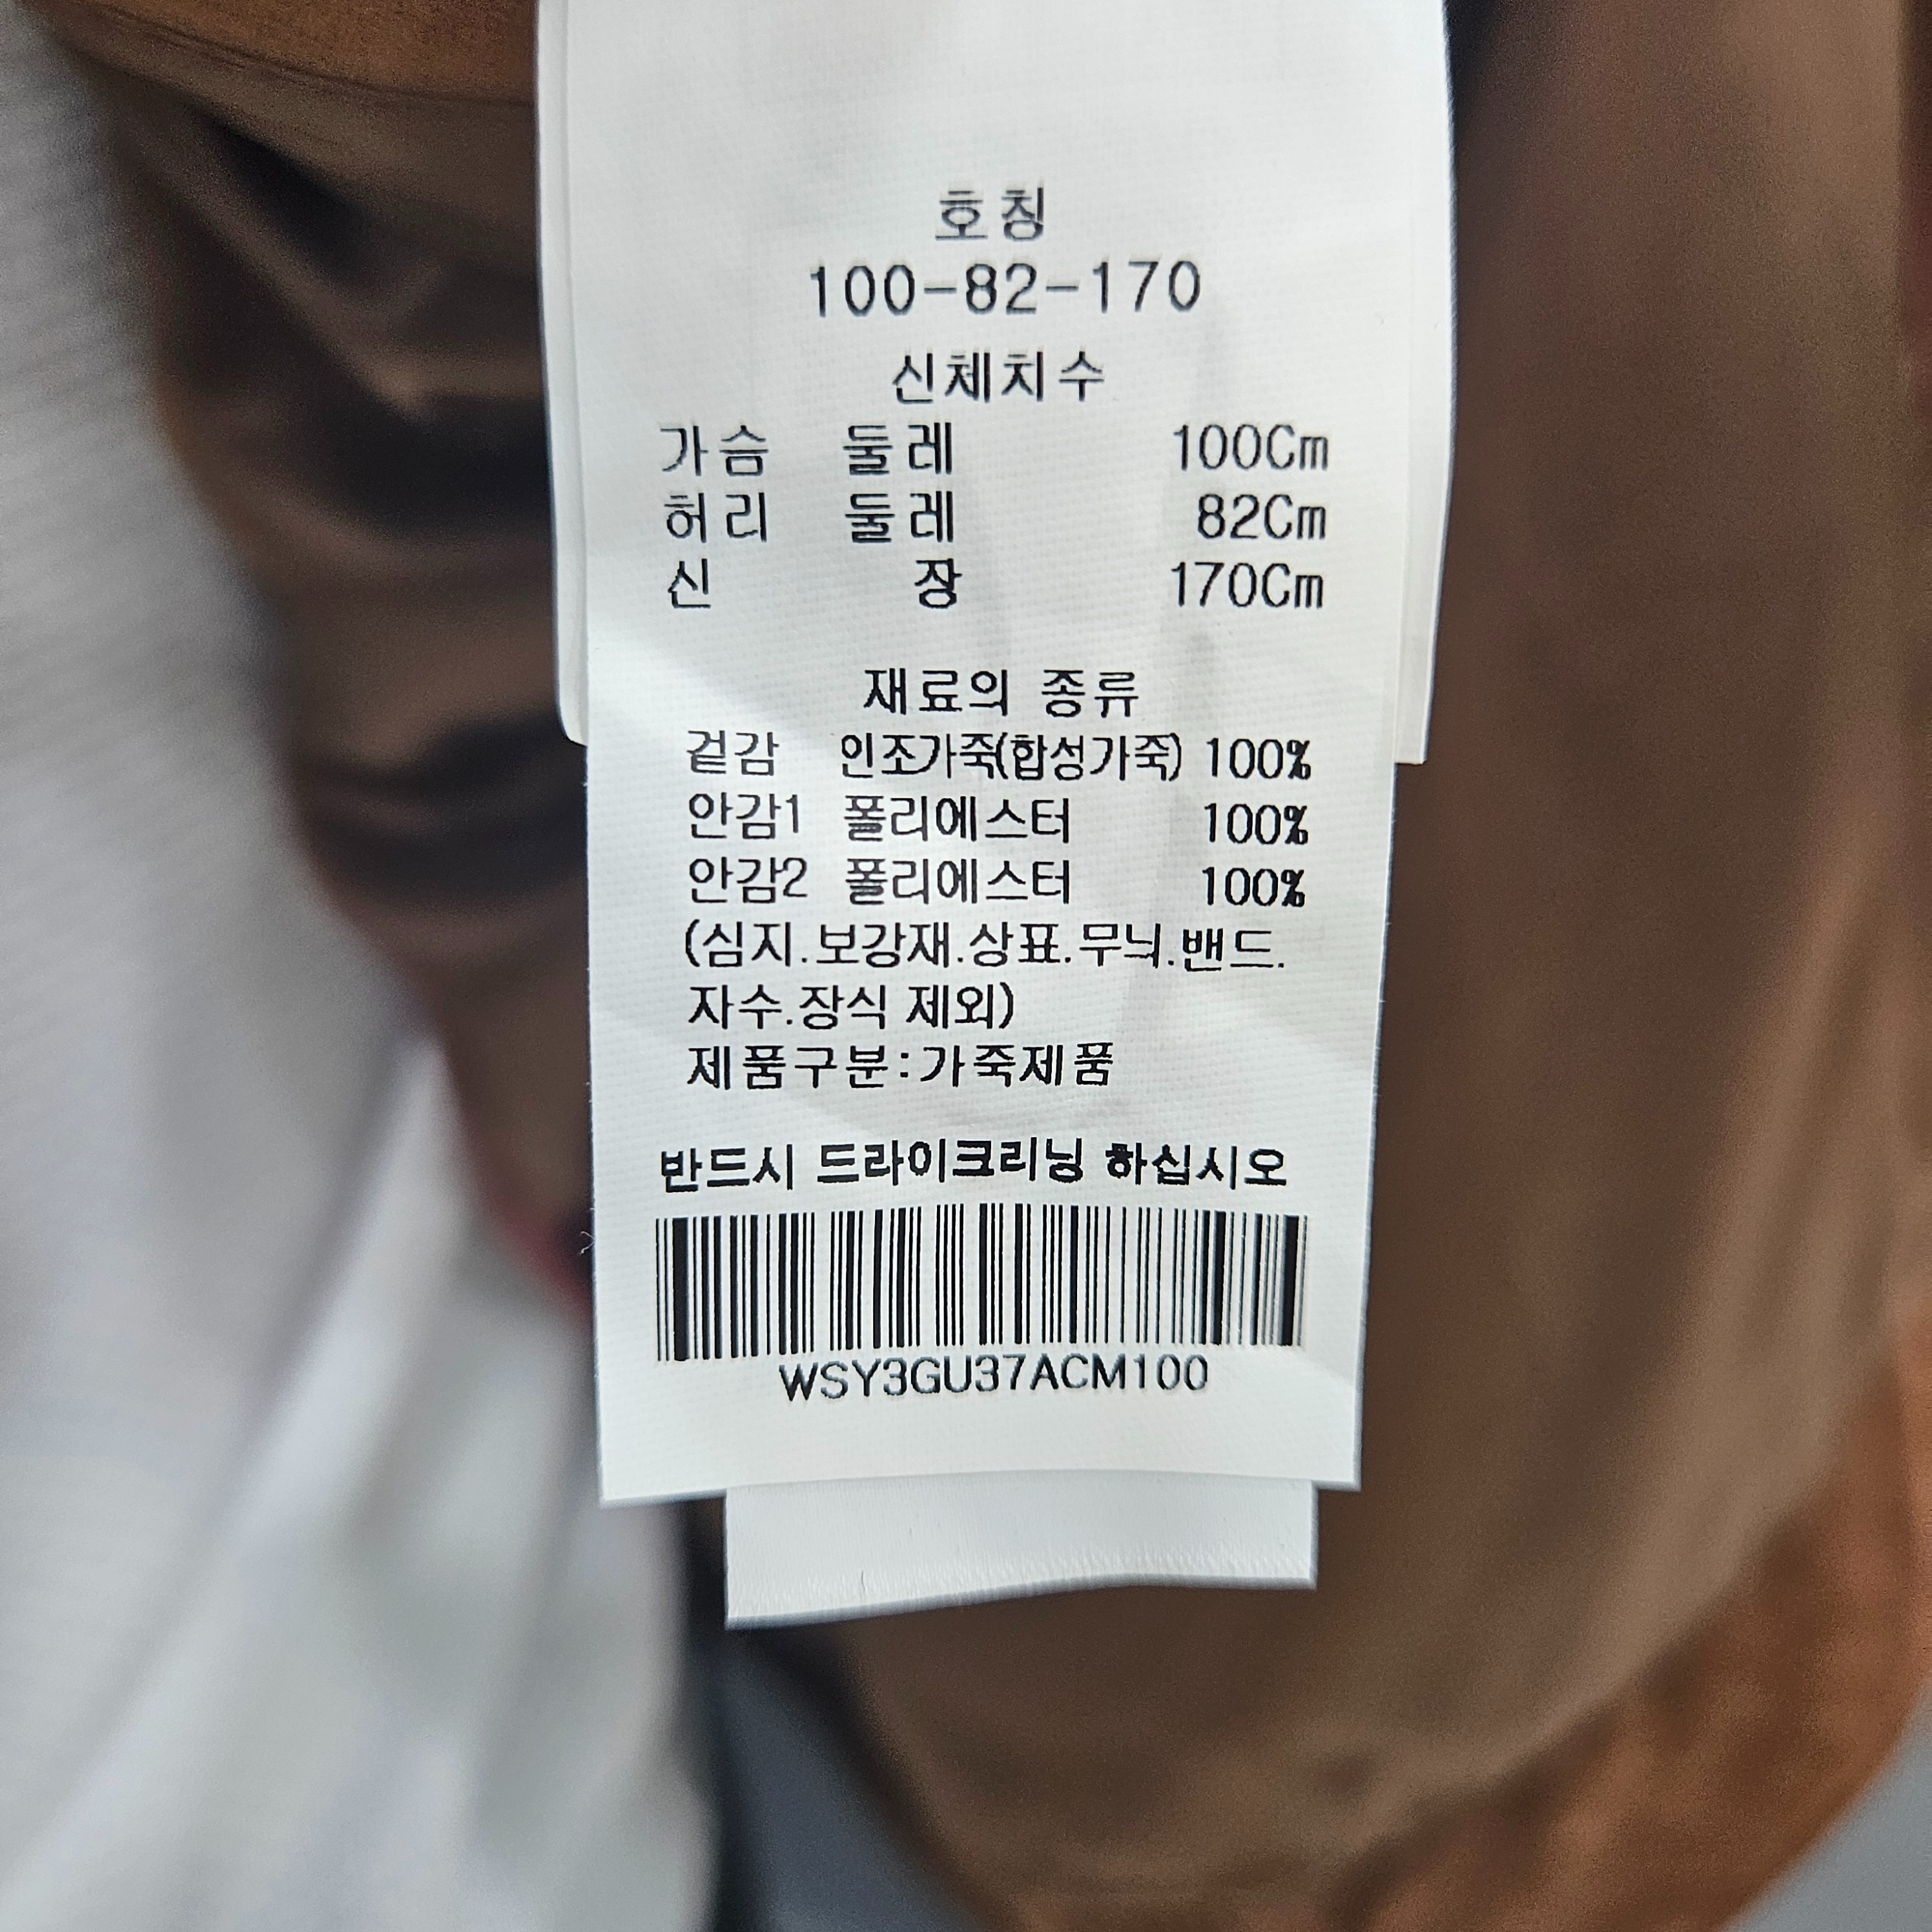 호칭
100-82-170
신체치수
가슴 둘레 100Cm
허리 둘레 82Cm
신 장 170Cm
재료의 종류
겉감 인조가죽(합성가죽) 100%
안감1 폴리에스터 100%
안감2 폴리에스터 100%
(심지.보강재.상표.무늬.밴드.
자수.장식 제외)
제품구분:가죽제품
반드시 드라이크리닝 하십시오
WSY3GU37ACM100